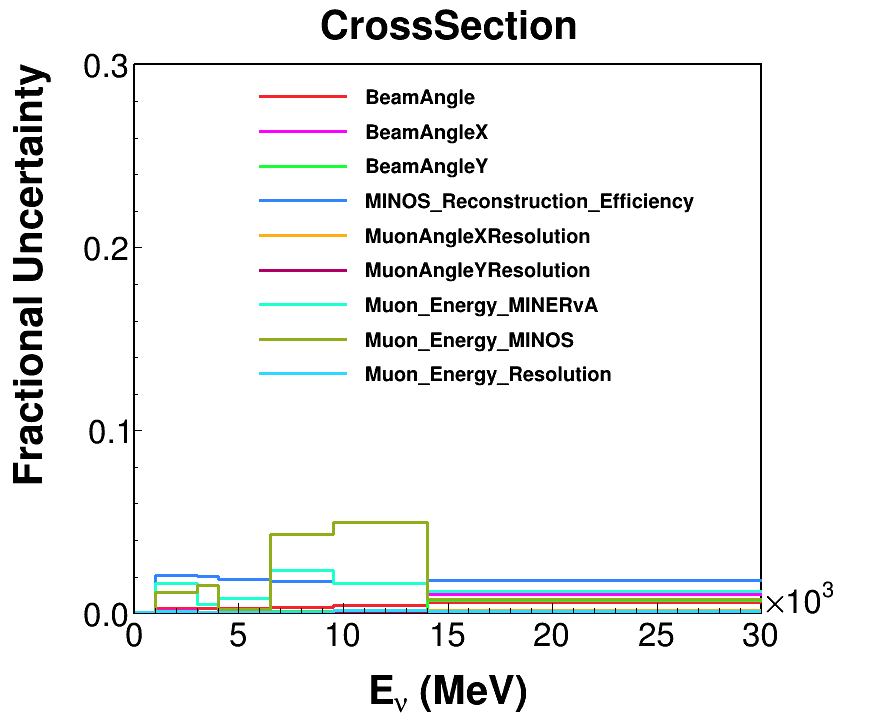 CrossSection
Fractional Uncertainty
0.3
0.2
0.1
0.0
BeamAngle
BeamAngleX
BeamAngleY
MINOS_Reconstruction_Efficiency
MuonAngleXResolution
MuonAngleYResolution
Muon_Energy_MINERvA
Muon_Energy_MINOS
Muon_Energy_Resolution
0 5 10 15 20 25 30
×10³
Eν (MeV)